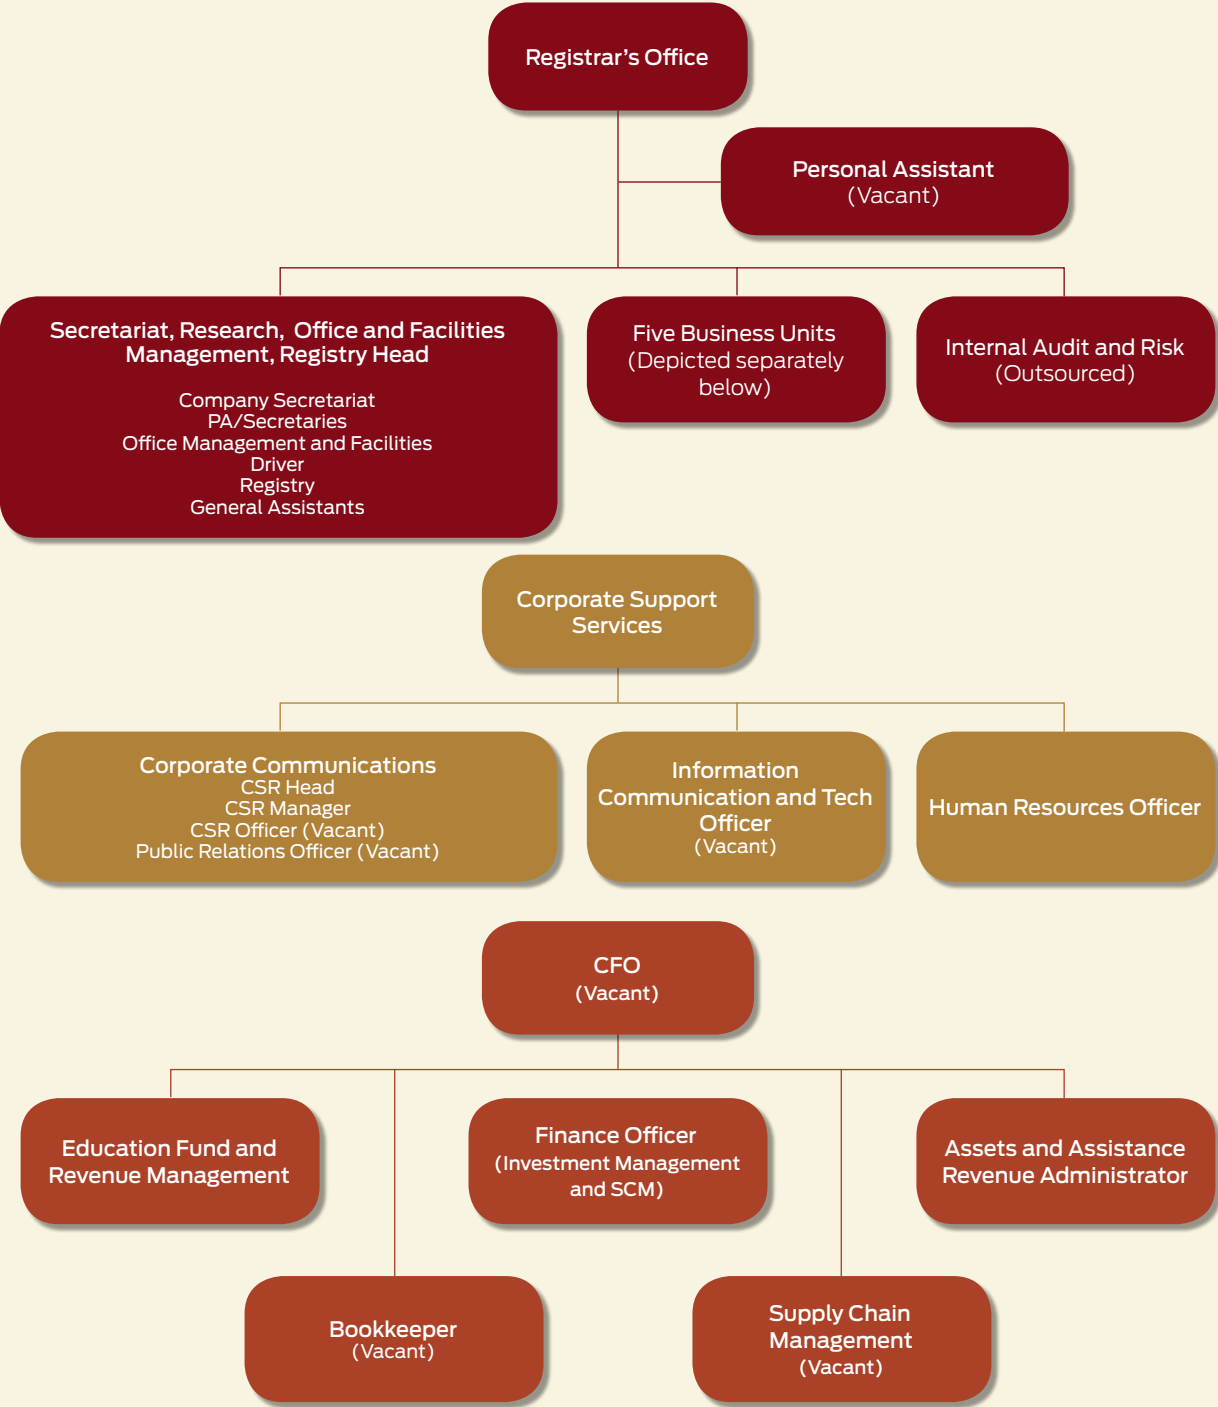 Registrar’s Office
Personal Assistant
(Vacant)
Secretariat, Research, Office and Facilities
Management, Registry Head
Company Secretariat
PA/Secretaries
Office Management and Facilities
Driver
Registry
General Assistants
Five Business Units
(Depicted separately
below)
Internal Audit and Risk
(Outsourced)
Corporate Support
Services
Corporate Communications
CSR Head
CSR Manager
CSR Officer (Vacant)
Public Relations Officer (Vacant)
Information
Communication and Tech
Officer
(Vacant)
Human Resources Officer
CFO
(Vacant)
Education Fund and
Revenue Management
Finance Officer
(Investment Management
and SCM)
Assets and Assistance
Revenue Administrator
Bookkeeper
(Vacant)
Supply Chain
Management
(Vacant)